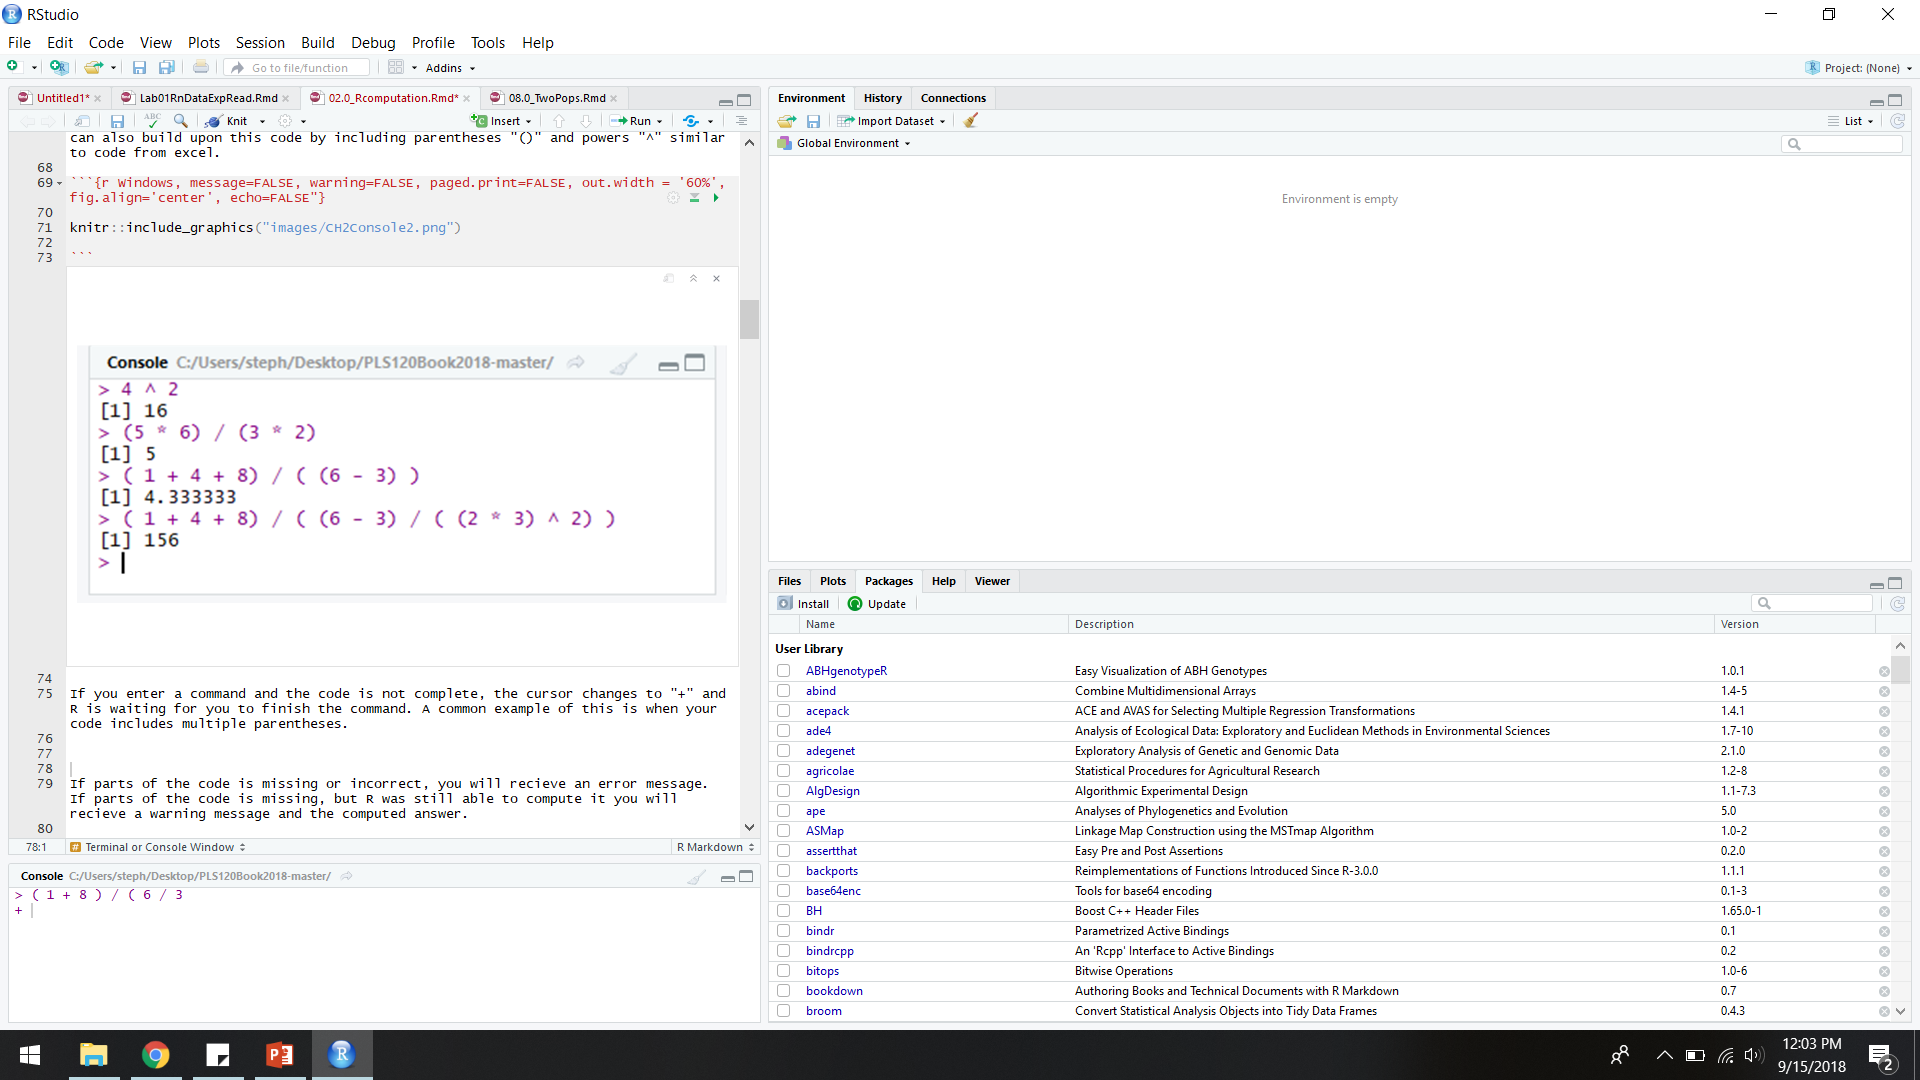 RStudio
File Edit Code View Plots Session Build Debug Profile Tools Help
Go to file/function Addins Project: (None)
Untitled1* Lab01RnDataExpRead.Rmd 02.0_Rcomputation.Rmd* 08.0_TwoPops.Rmd
ABC Knit Insert Run
can also build upon this code by including parentheses "()" and powers "^" similar
to code from excel.
68
69 ```{r Windows, message=FALSE, warning=FALSE, paged.print=FALSE, out.width = '60%',
fig.align='center', echo=FALSE"}
70
71 knitr::include_graphics("images/CH2Console2.png")
72
73 ```
Console C:/Users/steph/Desktop/PLS120Book2018-master/
> 4 ^ 2
[1] 16
> (5 * 6) / (3 * 2)
[1] 5
> ( 1 + 4 + 8) / ( (6 - 3) )
[1] 4.333333
> ( 1 + 4 + 8) / ( (6 - 3) / ( (2 * 3) ^ 2) )
[1] 156
>
74
75 If you enter a command and the code is not complete, the cursor changes to "+" and
R is waiting for you to finish the command. A common example of this is when your
code includes multiple parentheses.
76
77
78
79 If parts of the code is missing or incorrect, you will recieve an error message.
If parts of the code is missing, but R was still able to compute it you will
recieve a warning message and the computed answer.
80
78:1 # Terminal or Console Window R Markdown
Console C:/Users/steph/Desktop/PLS120Book2018-master/
> ( 1 + 8 ) / ( 6 / 3
+
Environment History Connections
Import Dataset List
Global Environment
Environment is empty
Files Plots Packages Help Viewer
Install Update
Name Description Version
User Library
ABHgenotypeR Easy Visualization of ABH Genotypes 1.0.1
abind Combine Multidimensional Arrays 1.4-5
acepack ACE and AVAS for Selecting Multiple Regression Transformations 1.4.1
ade4 Analysis of Ecological Data: Exploratory and Euclidean Methods in Environmental Sciences 1.7-10
adegenet Exploratory Analysis of Genetic and Genomic Data 2.1.0
agricolae Statistical Procedures for Agricultural Research 1.2-8
AlgDesign Algorithmic Experimental Design 1.1-7.3
ape Analyses of Phylogenetics and Evolution 5.0
ASMap Linkage Map Construction using the MSTmap Algorithm 1.0-2
assertthat Easy Pre and Post Assertions 0.2.0
backports Reimplementations of Functions Introduced Since R-3.0.0 1.1.1
base64enc Tools for base64 encoding 0.1-3
BH Boost C++ Header Files 1.65.0-1
bindr Parametrized Active Bindings 0.1
bindrcpp An 'Rcpp' Interface to Active Bindings 0.2
bitops Bitwise Operations 1.0-6
bookdown Authoring Books and Technical Documents with R Markdown 0.7
broom Convert Statistical Analysis Objects into Tidy Data Frames 0.4.3
12:03 PM
9/15/2018
2